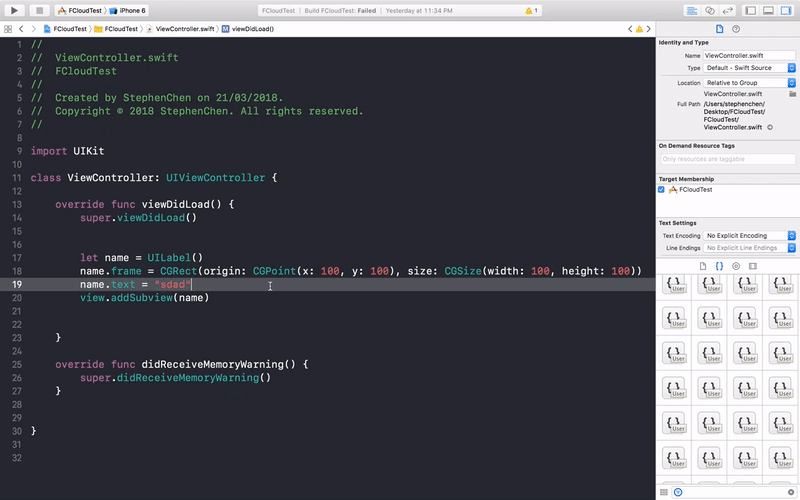 FCloudTest iPhone 6
FCloudTest | Build FCloudTest: Failed | Yesterday at 11:34 PM
1
FCloudTest FCloudTest ViewController.swift M viewDidLoad()
1 //
2 // ViewController.swift
3 // FCloudTest
4 //
5 // Created by StephenChen on 21/03/2018.
6 // Copyright © 2018 StephenChen. All rights reserved.
7 //
8
9 import UIKit
10
11 class ViewController: UIViewController {
12
13 override func viewDidLoad() {
14 super.viewDidLoad()
15
16
17 let name = UILabel()
18 name.frame = CGRect(origin: CGPoint(x: 100, y: 100), size: CGSize(width: 100, height: 100))
19 name.text = "sdad"
20 view.addSubview(name)
21
22
23 }
24
25 override func didReceiveMemoryWarning() {
26 super.didReceiveMemoryWarning()
27 }
28
29
30 }
31
32
Identity and Type
Name ViewController.swift
Type Default - Swift Source
Location Relative to Group
ViewController.swift
Full Path /Users/stephenchen/
Desktop/FCloudTest/
FCloudTest/
ViewController.swift
On Demand Resource Tags
Only resources are taggable
Target Membership
FCloudTest
Text Settings
Text Encoding No Explicit Encoding
Line Endings No Explicit Line Endings
{ } { } { } { }
User User User User
{ } { } { } { }
User User User User
{ } { } { } { }
User User User User
{ } { } { } { }
User User User User
{ } { } { } { }
User User User User
{ } { } { } { }
User User User User